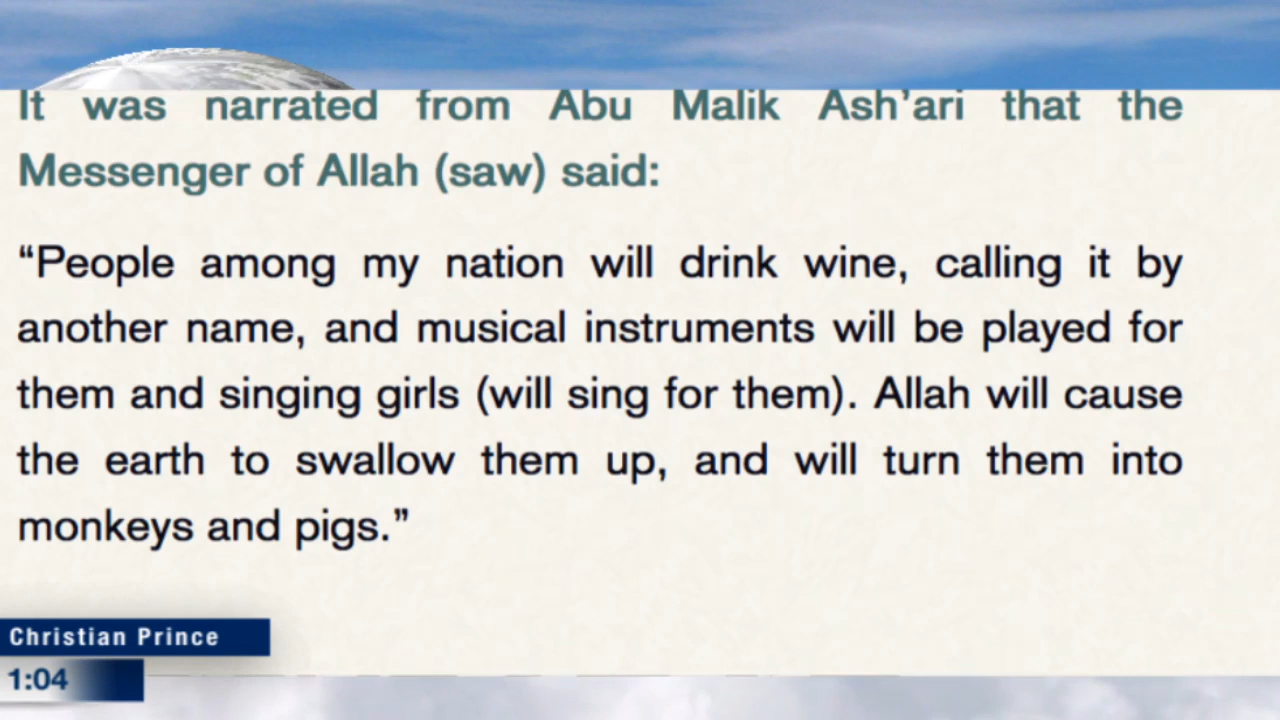 It was narrated from Abu Malik Ash’ari that the
Messenger of Allah (saw) said:
“People among my nation will drink wine, calling it by
another name, and musical instruments will be played for
them and singing girls (will sing for them). Allah will cause
the earth to swallow them up, and will turn them into
monkeys and pigs.”
Christian Prince
1:04